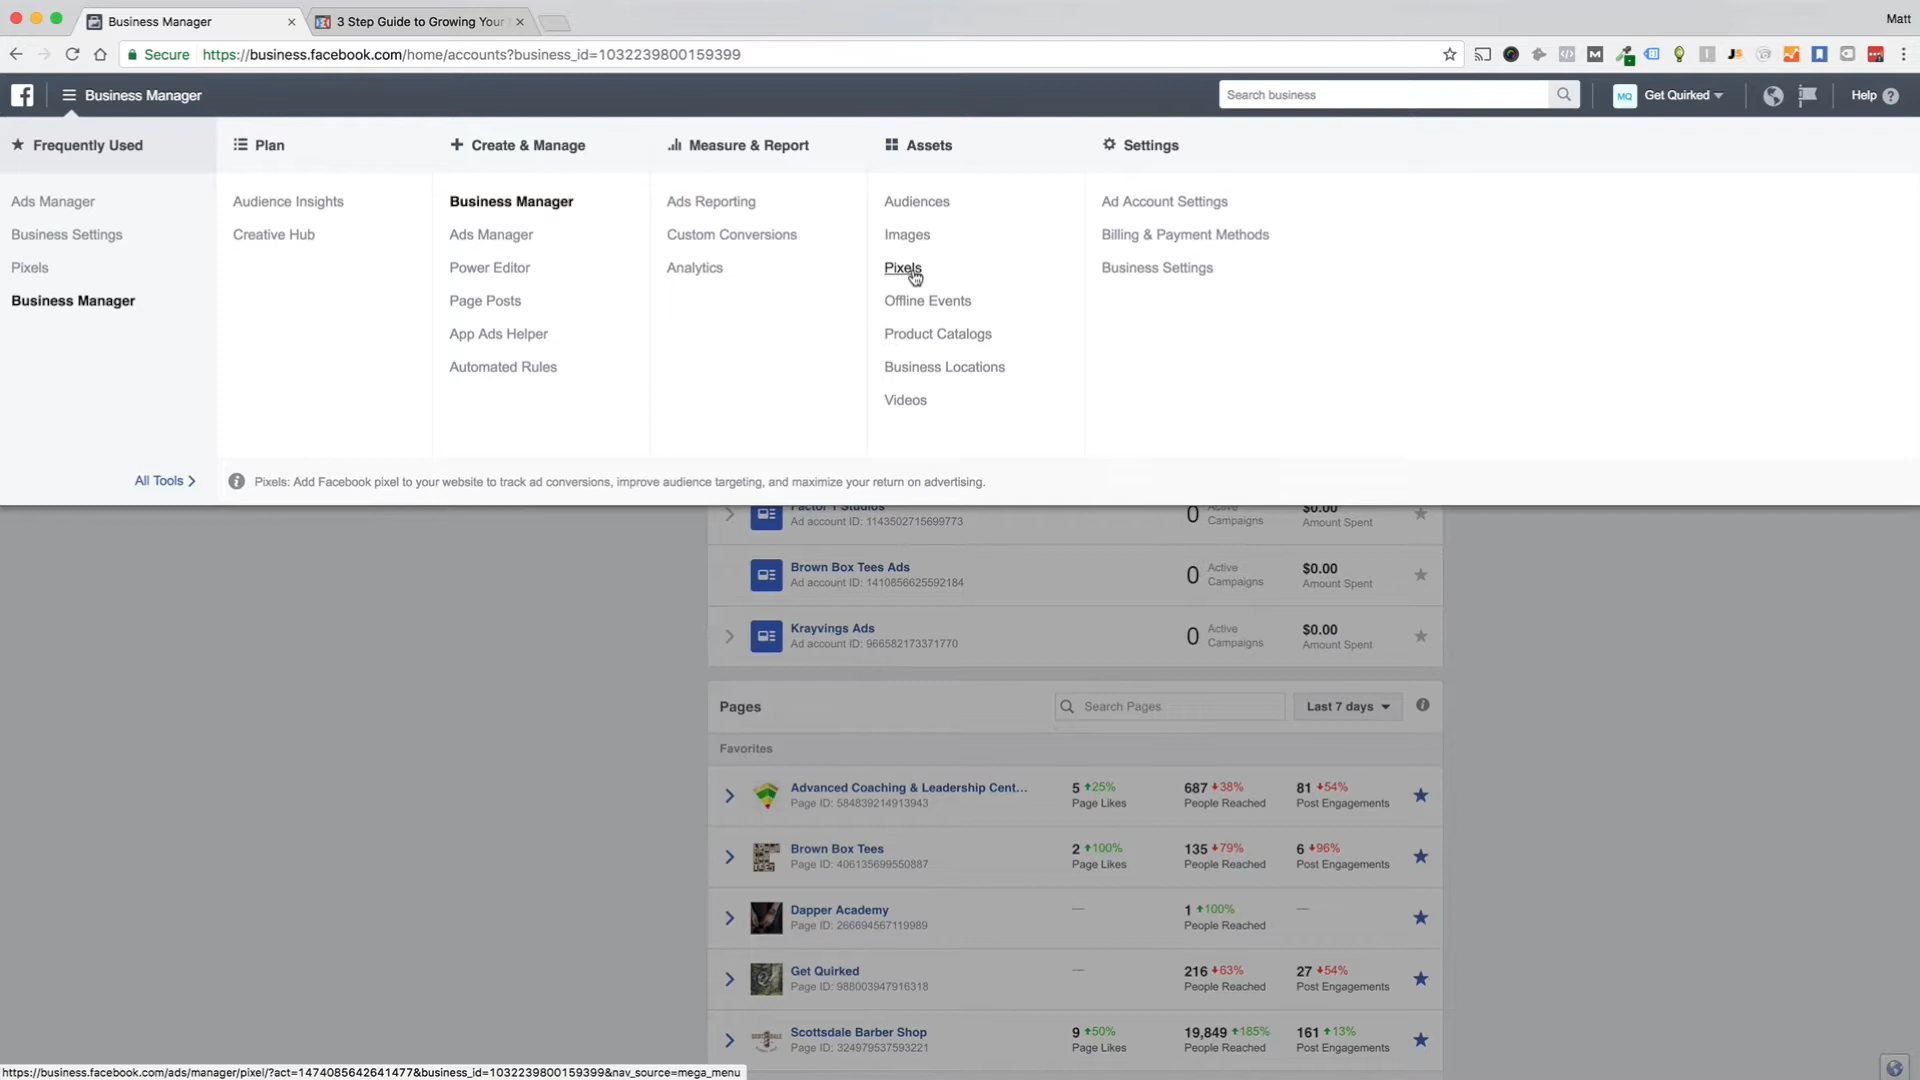 Business Manager
3 Step Guide to Growing Your
Matt
Secure
https://business.facebook.com/home/accounts?business_id=1032239800159399
Business Manager
Search business
MQ
Get Quirked
Help
Frequently Used
Plan
Create & Manage
Measure & Report
Assets
Settings
Ads Manager
Business Settings
Pixels
Business Manager
All Tools
Audience Insights
Creative Hub
Business Manager
Ads Manager
Power Editor
Page Posts
App Ads Helper
Automated Rules
Ads Reporting
Custom Conversions
Analytics
Audiences
Images
Pixels
Offline Events
Product Catalogs
Business Locations
Videos
Ad Account Settings
Billing & Payment Methods
Business Settings
Pixels: Add Facebook pixel to your website to track ad conversions, improve audience targeting, and maximize your return on advertising.
Factor 1 Studios
Ad account ID: 1143502715699773
0 Active Campaigns
$0.00
Amount Spent
Brown Box Tees Ads
Ad account ID: 1410856625592184
0 Active Campaigns
$0.00
Amount Spent
Krayvings Ads
Ad account ID: 966582173371770
0 Active Campaigns
$0.00
Amount Spent
Pages
Search Pages
Last 7 days
Favorites
Advanced Coaching & Leadership Cent...
Page ID: 584839214913943
5 25%
Page Likes
687 38%
People Reached
81 54%
Post Engagements
Brown Box Tees
Page ID: 406135699550887
2 100%
Page Likes
135 79%
People Reached
6 96%
Post Engagements
Dapper Academy
Page ID: 266694567119989
—
1 100%
People Reached
—
Get Quirked
Page ID: 988003947916318
—
216 63%
People Reached
27 54%
Post Engagements
Scottsdale Barber Shop
Page ID: 324979537593221
9 50%
Page Likes
19,849 185%
People Reached
161 13%
Post Engagements
https://business.facebook.com/ads/manager/pixel/?act=1474085642641477&business_id=1032239800159399&nav_source=mega_menu